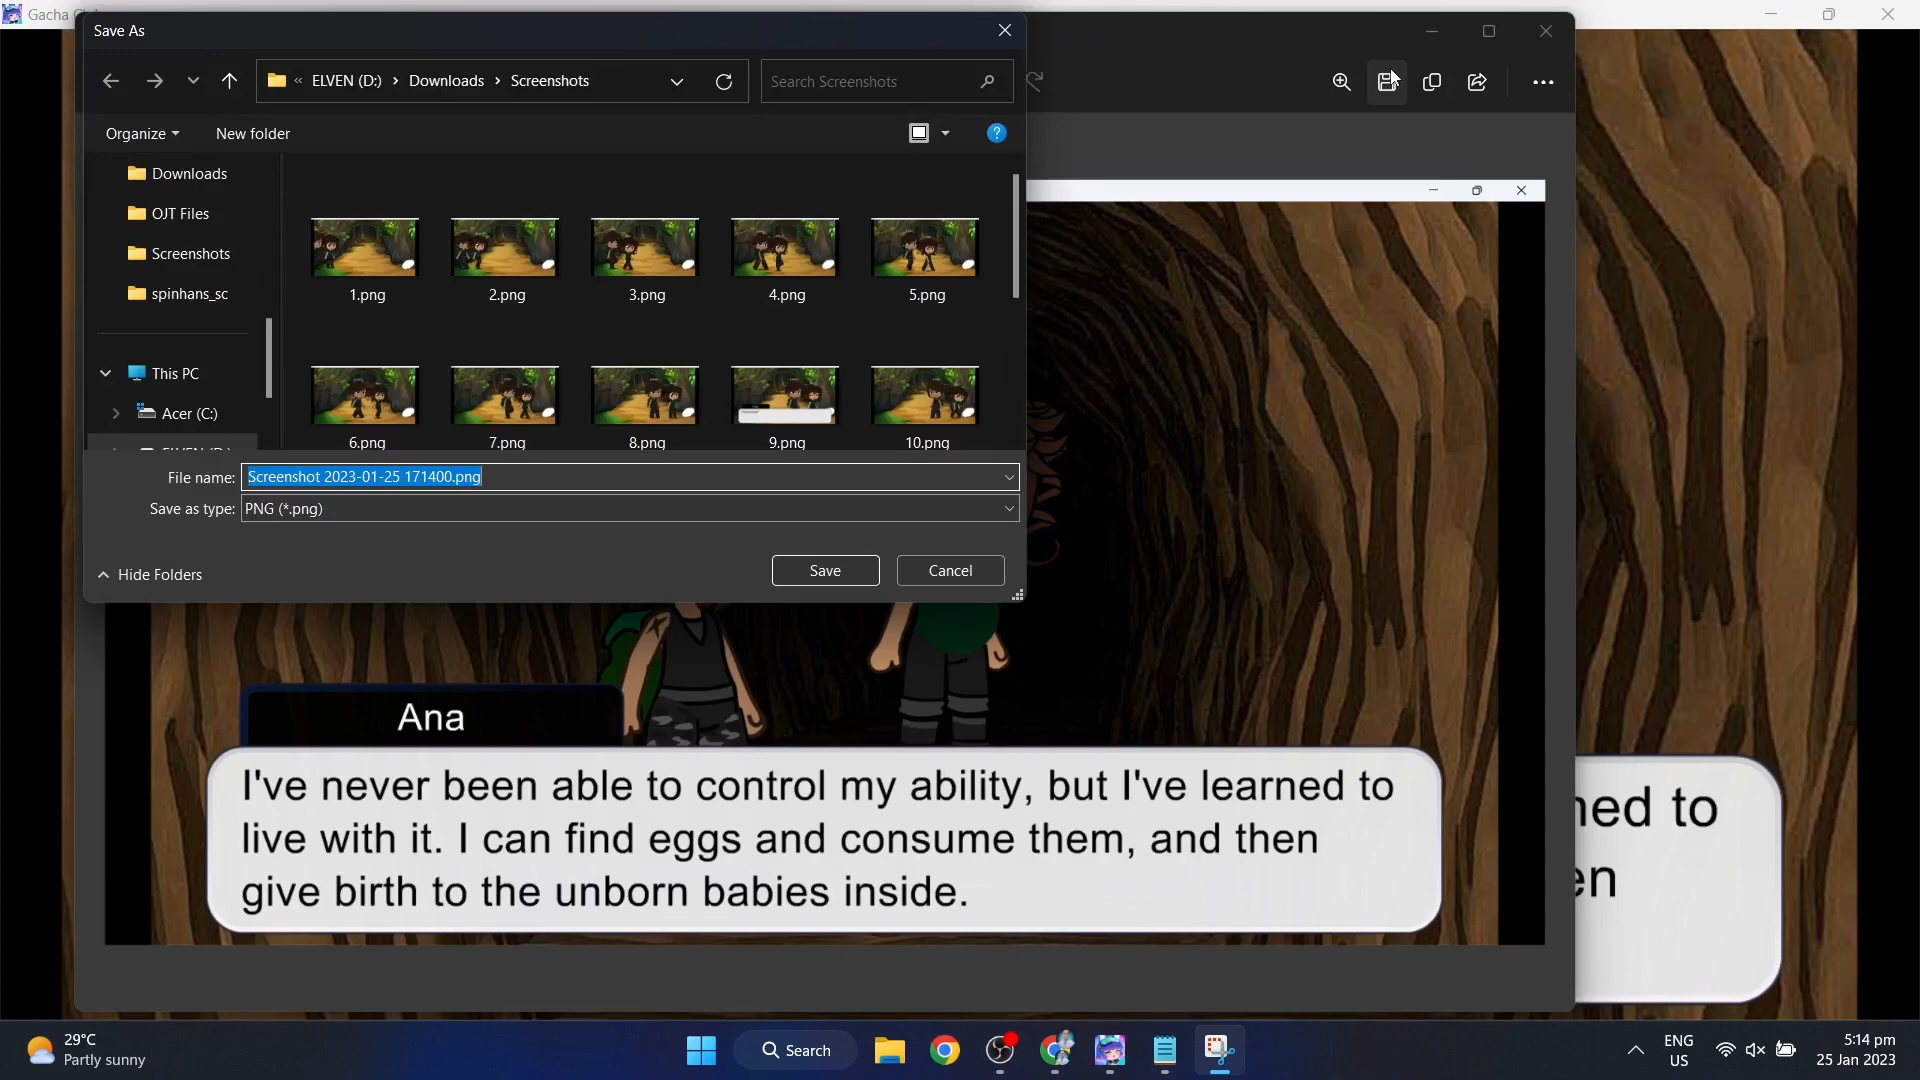 Gacha Club
Save As
« ELVEN (D:) > Downloads > Screenshots
Search Screenshots
Organize
New folder
Downloads
OJT Files
Screenshots
spinhans_sc
This PC
Acer (C:)
1.png
2.png
3.png
4.png
5.png
6.png
7.png
8.png
9.png
10.png
File name: Screenshot 2023-01-25 171400.png
Save as type: PNG (*.png)
Hide Folders
Save
Cancel
Ana
I've never been able to control my ability, but I've learned to
live with it. I can find eggs and consume them, and then
give birth to the unborn babies inside.
ned to
en
29°C
Partly sunny
Search
ENG
US
5:14 pm
25 Jan 2023